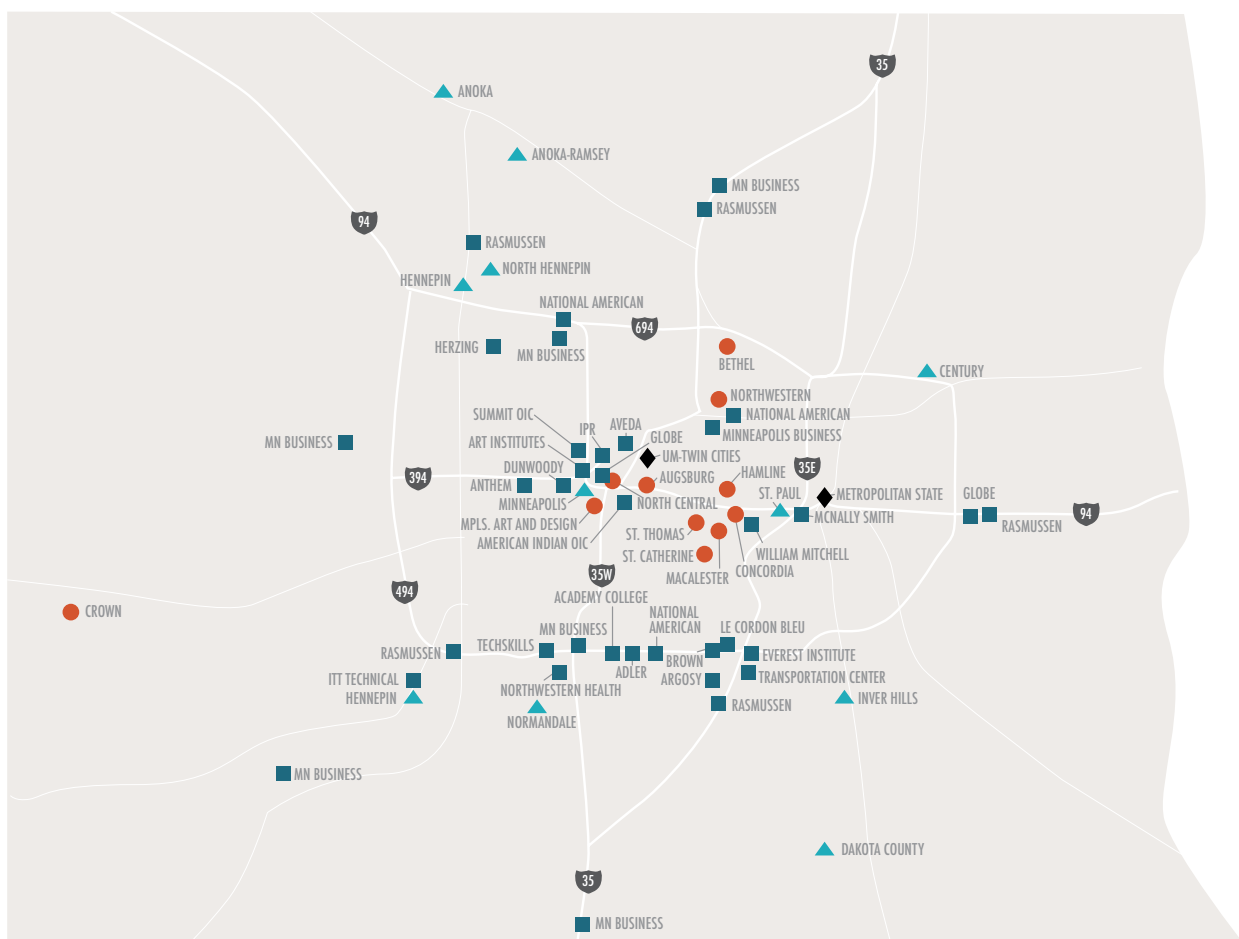 35
ANOKA
ANOKA-RAMSEY
MN BUSINESS
RASMUSSEN
94
RASMUSSEN
NORTH HENNEPIN
HENNEPIN
NATIONAL AMERICAN
694
HERZING
MN BUSINESS
BETHEL
CENTURY
NORTHWESTERN
SUMMIT OIC
NATIONAL AMERICAN
IPR
AVEDA
MN BUSINESS
ART INSTITUTES
GLOBE
MINNEAPOLIS BUSINESS
UM-TWIN CITIES
DUNWOODY
35E
394
AUGSBURG
HAMLINE
ANTHEM
ST. PAUL
METROPOLITAN STATE
GLOBE
MINNEAPOLIS
NORTH CENTRAL
94
MPLS. ART AND DESIGN
MCNALLY SMITH
RASMUSSEN
ST. THOMAS
AMERICAN INDIAN OIC
ST. CATHERINE
WILLIAM MITCHELL
35W
MACALESTER
CONCORDIA
494
ACADEMY COLLEGE
CROWN
NATIONAL
AMERICAN
MN BUSINESS
LE CORDON BLEU
TECHSKILLS
RASMUSSEN
EVEREST INSTITUTE
BROWN
ADLER
ITT TECHNICAL
ARGOSY
TRANSPORTATION CENTER
NORTHWESTERN HEALTH
HENNEPIN
RASMUSSEN
INVER HILLS
NORMANDALE
MN BUSINESS
DAKOTA COUNTY
35
MN BUSINESS